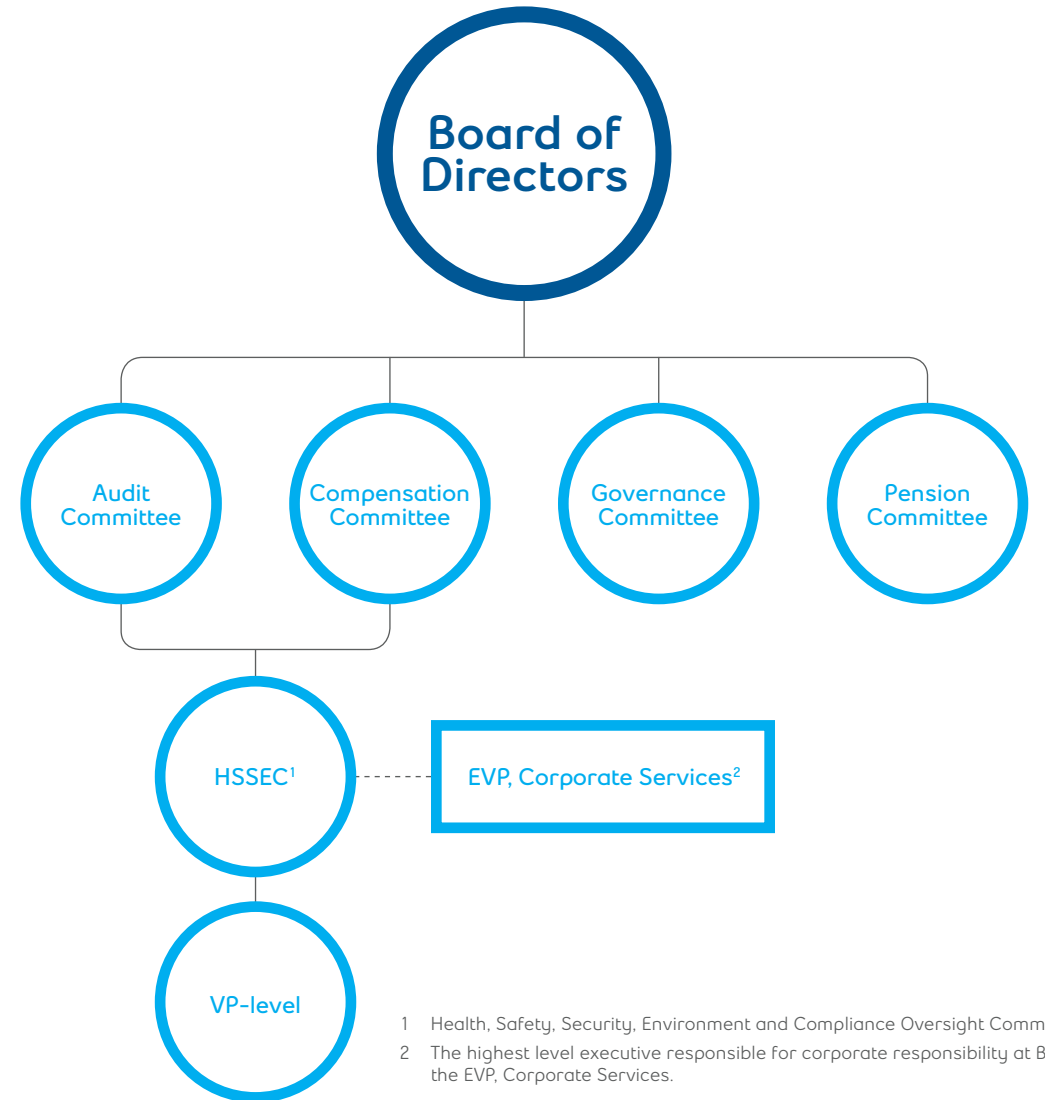 Board of
Directors
Audit
Committee
Compensation
Committee
Governance
Committee
Pension
Committee
HSSEC¹
EVP, Corporate Services²
VP-level
1 Health, Safety, Security, Environment and Compliance Oversight
2 The highest level executive responsible for corporate responsibility at
the EVP, Corporate Services.